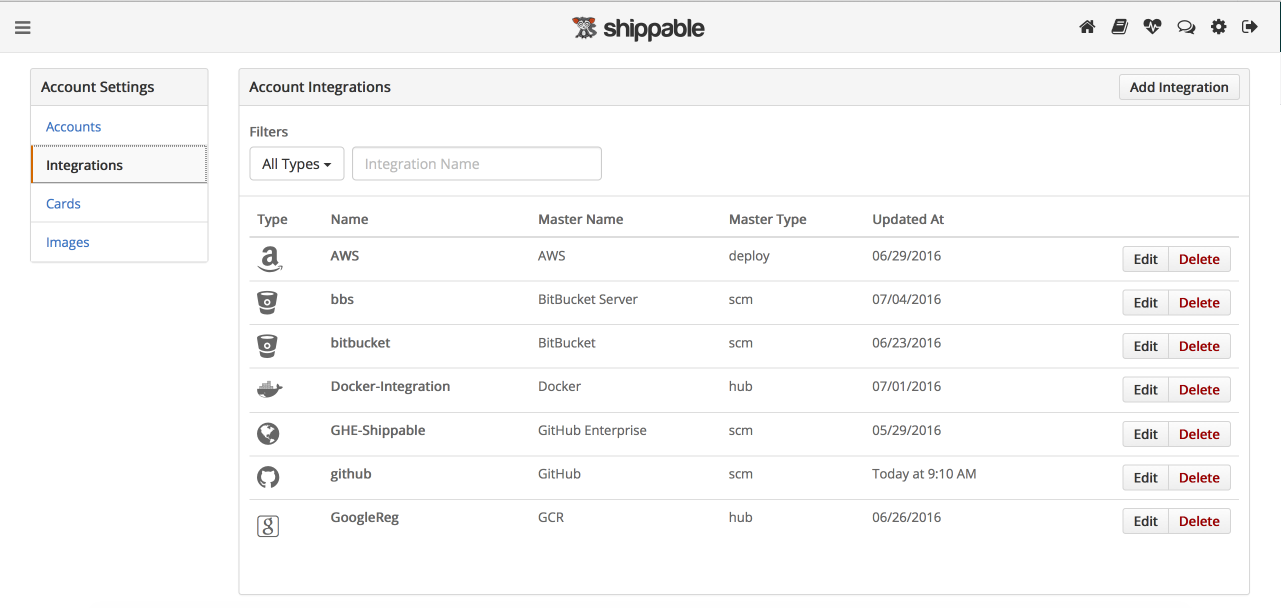 shippable
Account Settings
Accounts
Integrations
Cards
Images
Account Integrations
Add Integration
Filters
All Types
Integration Name
Type Name Master Name Master Type Updated At
AWS AWS deploy 06/29/2016 Edit Delete
bbs BitBucket Server scm 07/04/2016 Edit Delete
bitbucket BitBucket scm 06/23/2016 Edit Delete
Docker-Integration Docker hub 07/01/2016 Edit Delete
GHE-Shippable GitHub Enterprise scm 05/29/2016 Edit Delete
github GitHub scm Today at 9:10 AM Edit Delete
GoogleReg GCR hub 06/26/2016 Edit Delete